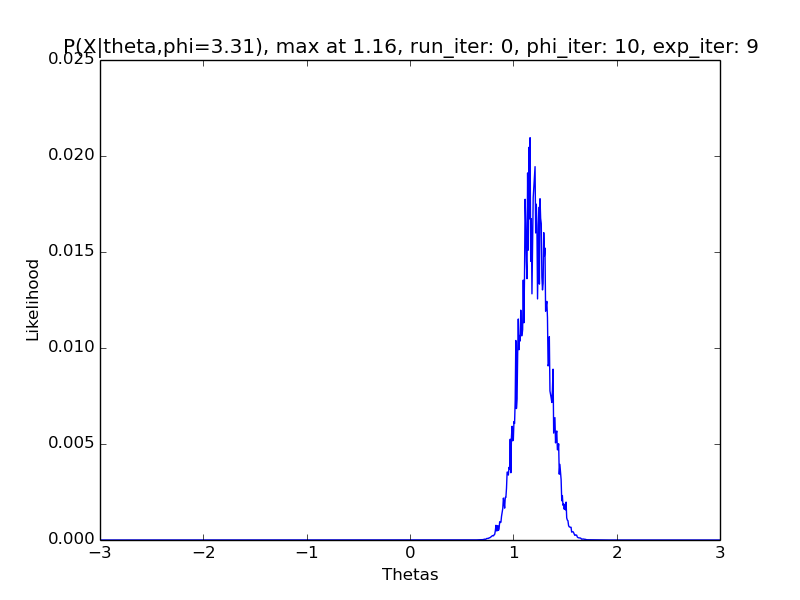 P(X|theta,phi=3.31), max at 1.16, run_iter: 0, phi_iter: 10, exp_iter: 9
0.025
0.020
0.015
0.010
0.005
0.000
Likelihood
−3 −2 −1 0 1 2 3
Thetas